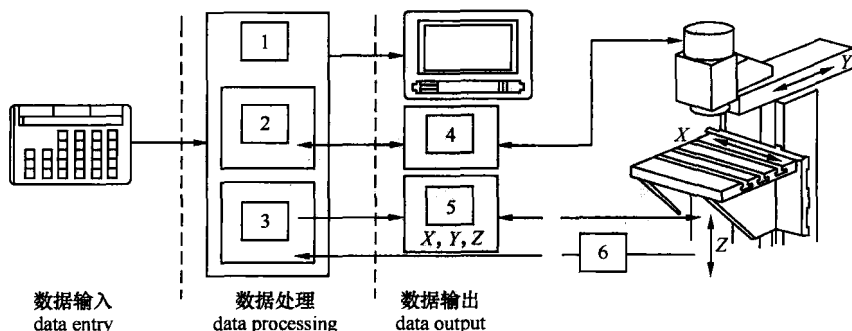 1
2
3
4
5
X, Y, Z
6
X
Y
Z
数据输入
data entry
数据处理
data processing
数据输出
data output